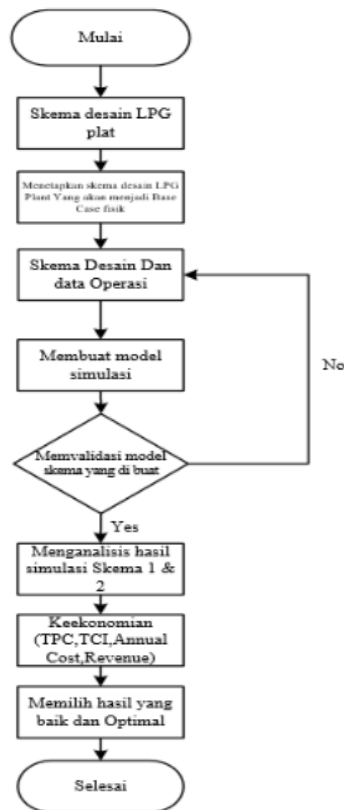 Mulai
Skema desain LPG
plat
Menetapkan skema desain LPG
Plant Yang akan menjadi Base
Case fisik
Skema Desain Dan
data Operasi
Membuat model
simulasi
No
Memvalidasi model
skema yang di buat
Yes
Menganalisis hasil
simulasi Skema 1 &
2
Keekonomian
(TPC,TCI,Annual
Cost,Revenue)
Memilih hasil yang
baik dan Optimal
Selesai